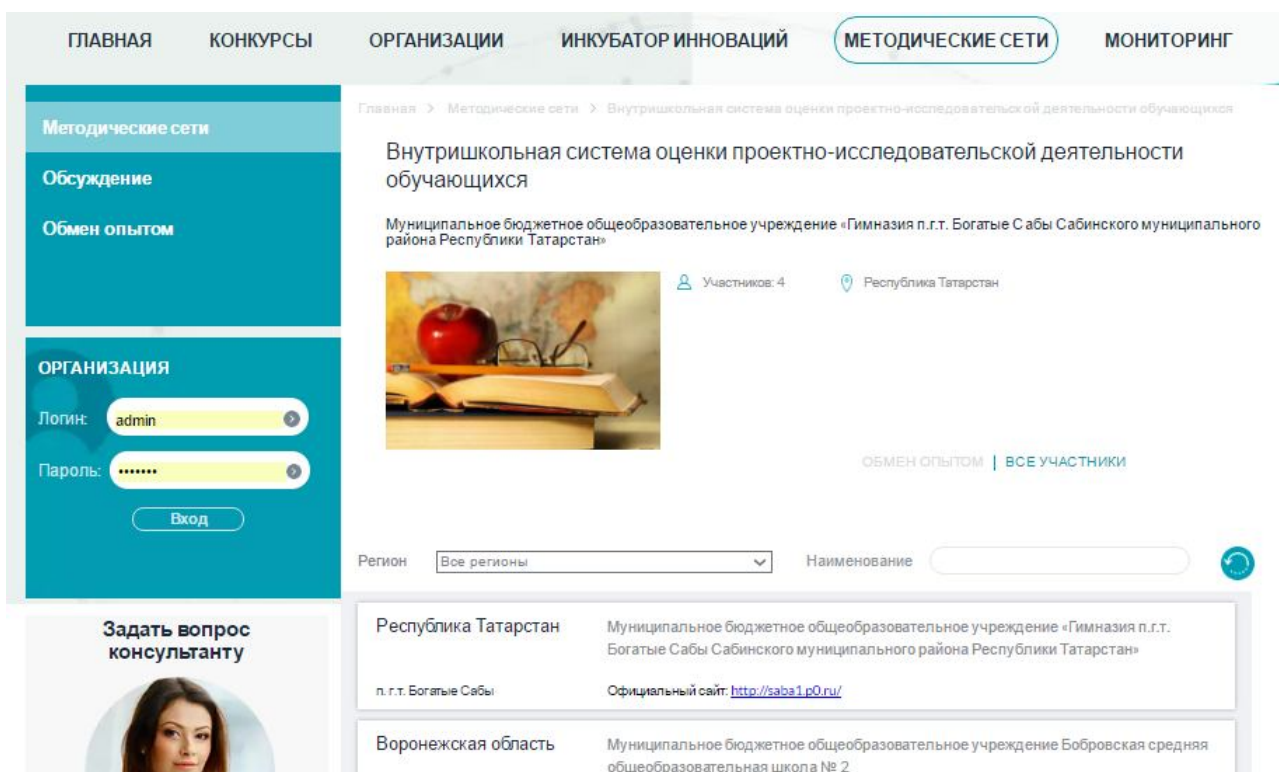 ГЛАВНАЯ КОНКУРСЫ ОРГАНИЗАЦИИ ИНКУБАТОР ИННОВАЦИЙ МЕТОДИЧЕСКИЕ СЕТИ МОНИТОРИНГ
Методические сети
Обсуждение
Обмен опытом
ОРГАНИЗАЦИЯ
Логин: admin
Пароль: •••••••
Вход
Задать вопрос
консультанту
Главная > Методические сети > Внутришкольная система оценки проектно-исследовательской деятельности обучающихся
Внутришкольная система оценки проектно-исследовательской деятельности
обучающихся
Муниципальное бюджетное общеобразовательное учреждение «Гимназия п.г.т. Богатые Сабы Сабинского муниципального
района Республики Татарстан»
Участников: 4 Республика Татарстан
ОБМЕН ОПЫТОМ | ВСЕ УЧАСТНИКИ
Регион Все регионы Наименование
Республика Татарстан Муниципальное бюджетное общеобразовательное учреждение «Гимназия п.г.т.
Богатые Сабы Сабинского муниципального района Республики Татарстан»
п. г.т. Богатые Сабы Официальный сайт: http://saba1.p0.ru/
Воронежская область Муниципальное бюджетное общеобразовательное учреждение Бобровская средняя
общеобразовательная школа № 2